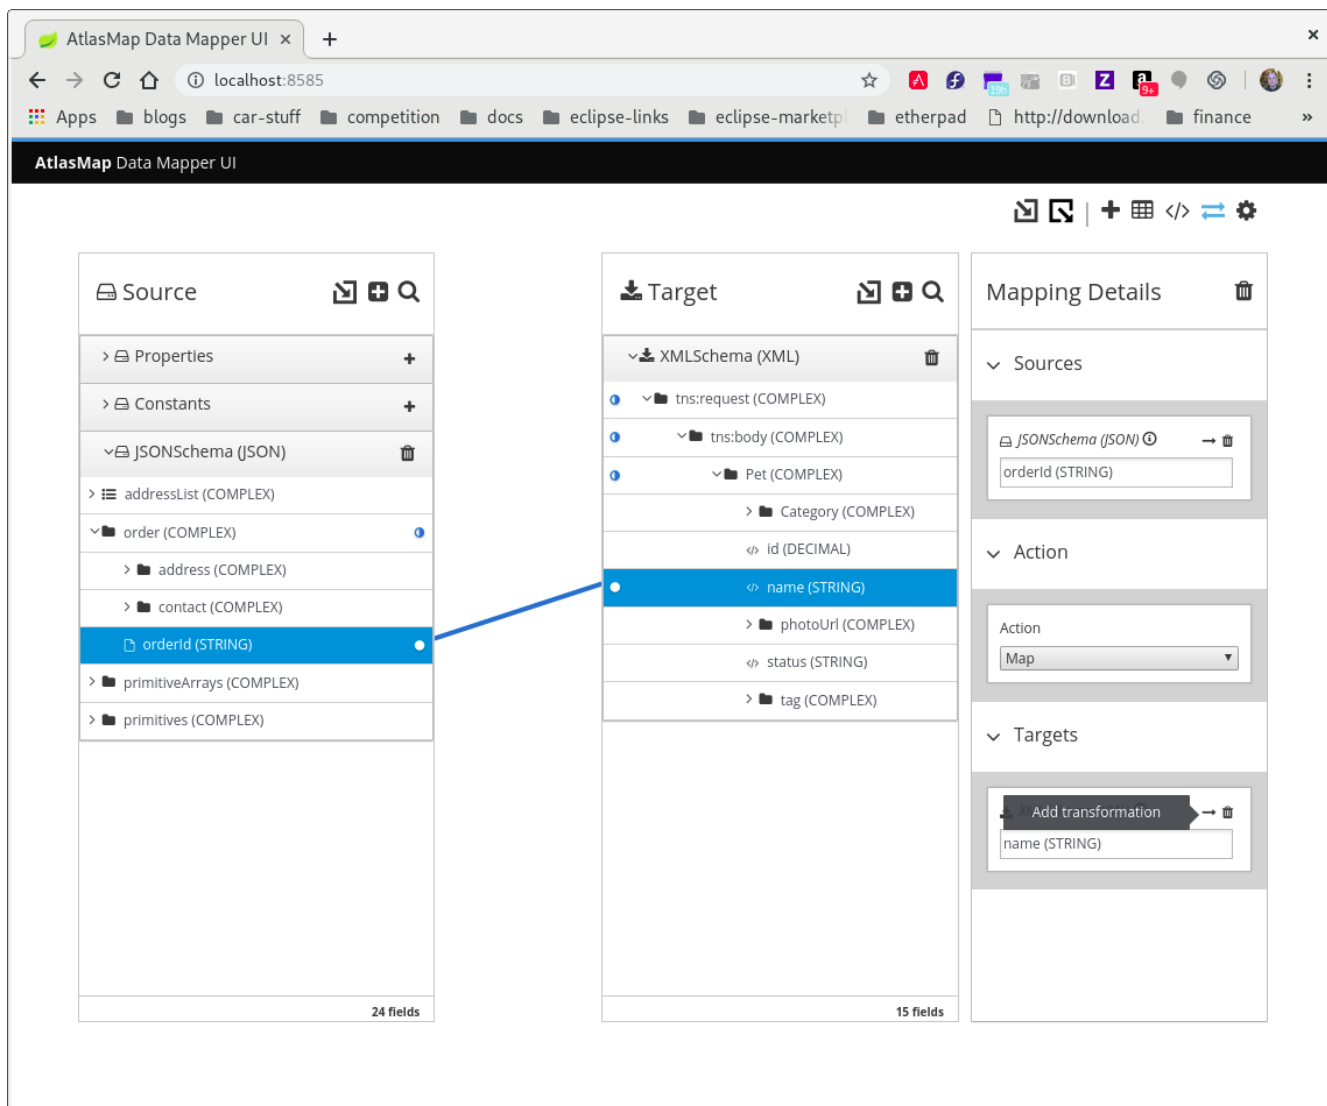 AtlasMap Data Mapper UI
localhost:8585
19h
B
Z
a
9+
Apps blogs car-stuff competition docs eclipse-links eclipse-marketpl etherpad http://download. finance »
AtlasMap Data Mapper UI
Source
Properties
Constants
JSONSchema (JSON)
addressList (COMPLEX)
order (COMPLEX)
address (COMPLEX)
contact (COMPLEX)
orderId (STRING)
primitiveArrays (COMPLEX)
primitives (COMPLEX)
24 fields
Target
XMLSchema (XML)
tns:request (COMPLEX)
tns:body (COMPLEX)
Pet (COMPLEX)
Category (COMPLEX)
id (DECIMAL)
name (STRING)
photoUrl (COMPLEX)
status (STRING)
tag (COMPLEX)
15 fields
Mapping Details
Sources
JSONSchema (JSON)
orderId (STRING)
Action
Action
Map
Targets
Add transformation
name (STRING)